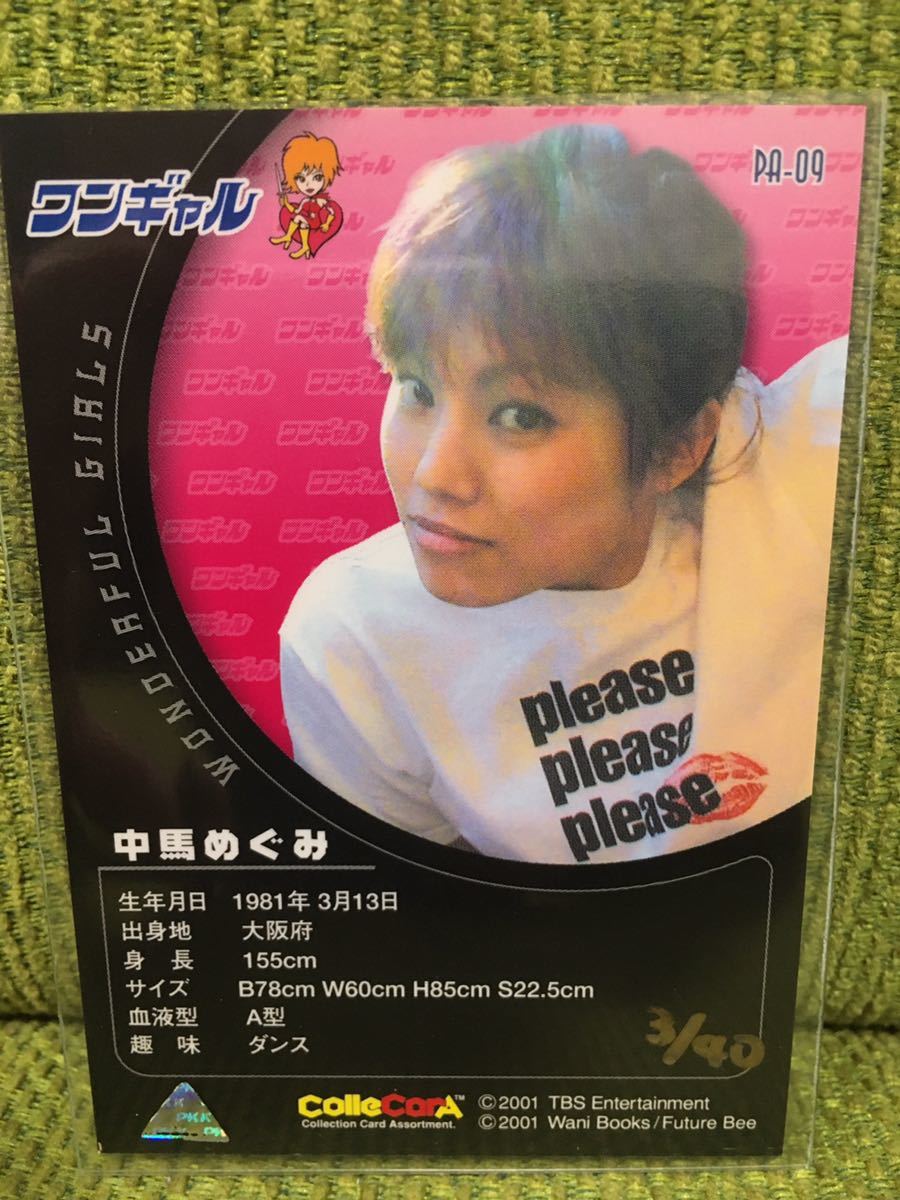 ワンギャル
PA-09
WONDERFUL GIRLS
please
please
please
中馬めぐみ
生年月日 1981年 3月13日
出身地 大阪府
身長 155cm
サイズ B78cm W60cm H85cm S22.5cm
血液型 A型
趣味 ダンス
3/40
ColleCarA™
Collection Card Assortment.
©2001 TBS Entertainment
©2001 Wani Books/Future Bee